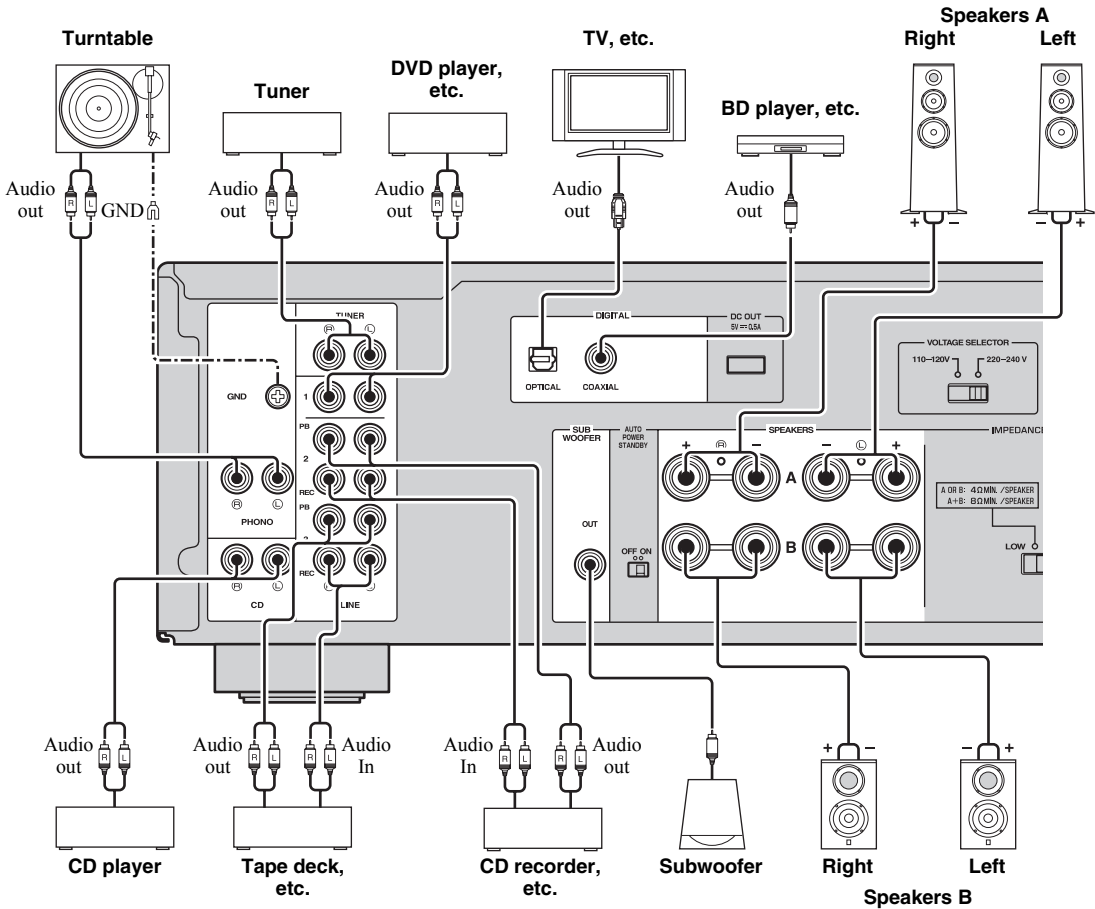 Speakers A
Turntable
TV, etc.
Right
Left
DVD player,
etc.
Tuner
BD player, etc.
Audio
out
R
L
GND
Audio
out
R
L
Audio
out
R
L
Audio
out
Audio
out
+ −
− +
TUNER
R
L
DIGITAL
DC OUT
5V 0.5A
VOLTAGE SELECTOR
110–120V
220–240 V
GND
1
OPTICAL
COAXIAL
PB
2
REC
SUB
WOOFER
AUTO
POWER
STANDBY
SPEAKERS
IMPEDANCE
+ R −
− L +
A
A OR B: 4ΩMIN. /SPEAKER
A+B: 8ΩMIN. /SPEAKER
R
L
PHONO
PB
OUT
OFF ON
B
LOW
REC
R
L
CD
LINE
Audio
out
R
L
Audio
out
R
L
R
L
Audio
In
Audio
In
R
L
R
L
Audio
out
+ −
− +
CD player
Tape deck,
etc.
CD recorder,
etc.
Subwoofer
Right
Left
Speakers B